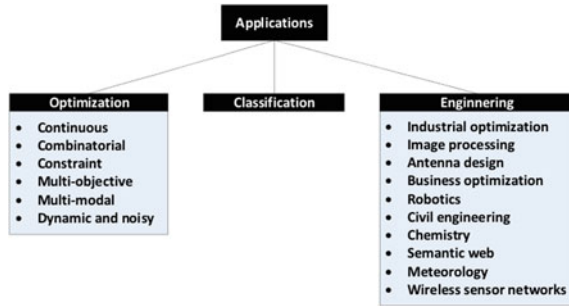 Applications
Optimization
• Continuous
• Combinatorial
• Constraint
• Multi-objective
• Multi-modal
• Dynamic and noisy
Classification
Enginnering
• Industrial optimization
• Image processing
• Antenna design
• Business optimization
• Robotics
• Civil engineering
• Chemistry
• Semantic web
• Meteorology
• Wireless sensor networks